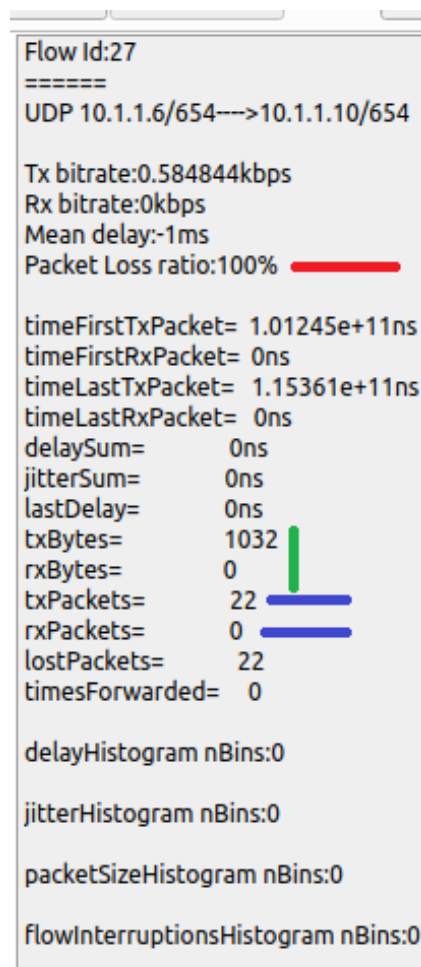 Flow Id:27
======
UDP 10.1.1.6/654---->10.1.1.10/654
Tx bitrate:0.584844kbps
Rx bitrate:0kbps
Mean delay:-1ms
Packet Loss ratio:100%
timeFirstTxPacket= 1.01245e+11ns
timeFirstRxPacket= 0ns
timeLastTxPacket= 1.15361e+11ns
timeLastRxPacket= 0ns
delaySum= 0ns
jitterSum= 0ns
lastDelay= 0ns
txBytes= 1032
rxBytes= 0
txPackets= 22
rxPackets= 0
lostPackets= 22
timesForwarded= 0
delayHistogram nBins:0
jitterHistogram nBins:0
packetSizeHistogram nBins:0
flowInterruptionsHistogram nBins:0